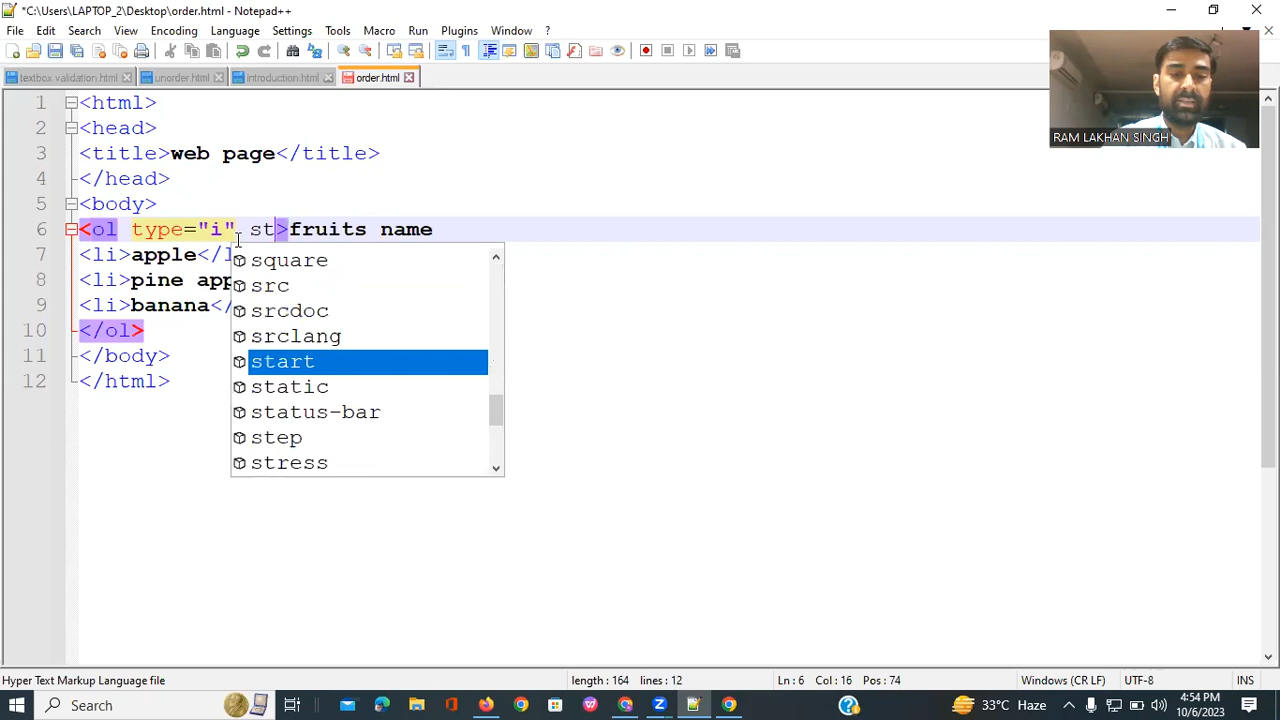 *C:\Users\LAPTOP_2\Desktop\order.html - Notepad++
File Edit Search View Encoding Language Settings Tools Macro Run Plugins Window ?
textbox validation.html unorder.html introduction.html order.html
RAM LAKHAN SINGH
1 <html>
2 <head>
3 <title>web page</title>
4 </head>
5 <body>
6 <ol type="i" st>fruits name
7 <li>apple</l
8 <li>pine app
9 <li>banana</
10 </ol>
11 </body>
12 </html>
square
src
srcdoc
srclang
start
static
status-bar
step
stress
Hyper Text Markup Language file length : 164 lines : 12 Ln : 6 Col : 16 Pos : 74 Windows (CR LF) UTF-8 INS
Search 33°C Haze 4:54 PM
10/6/2023